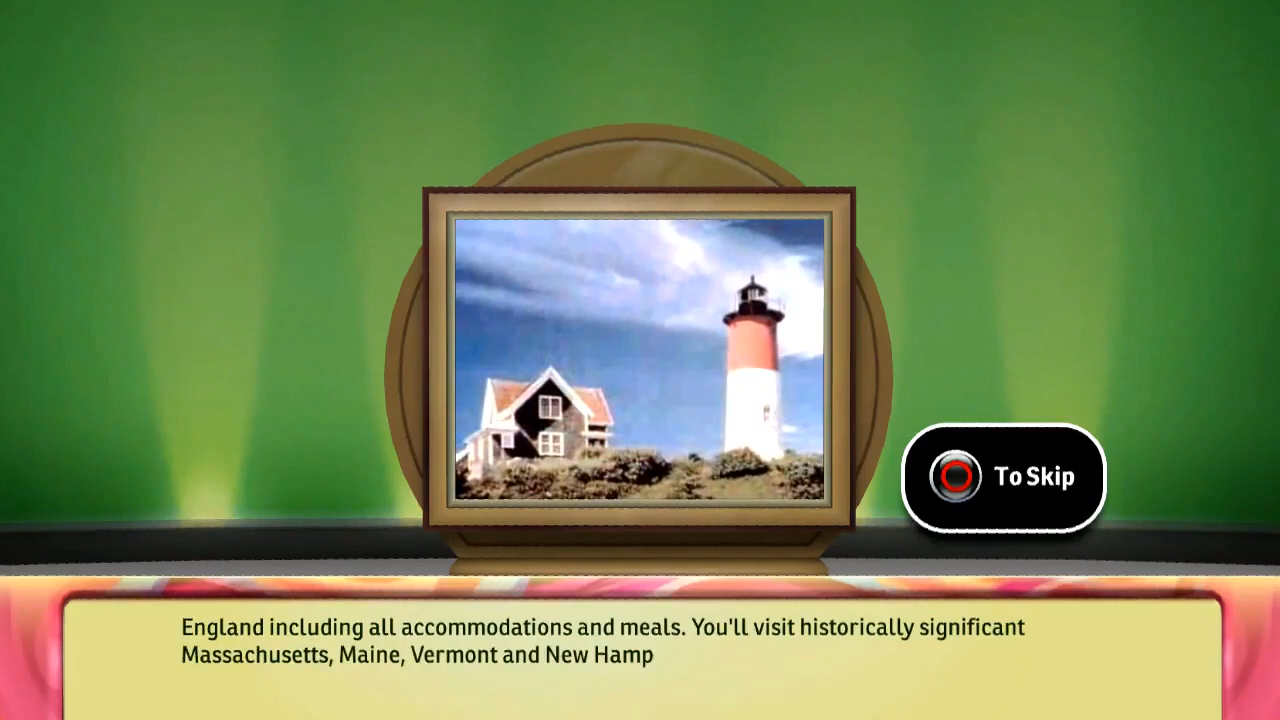 To Skip
England including all accommodations and meals. You'll visit historically significant
Massachusetts, Maine, Vermont and New Hamp